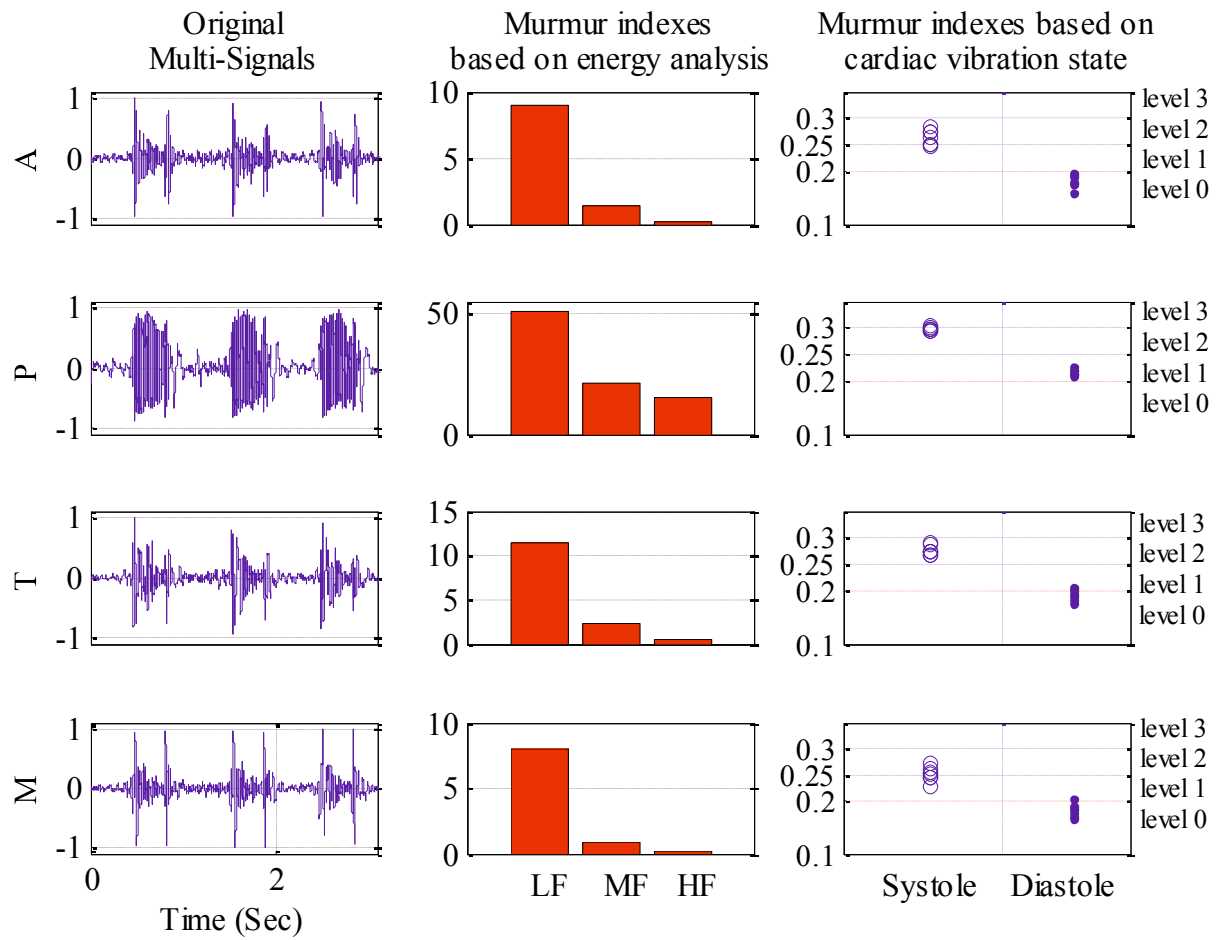 Original
Multi-Signals
Murmur indexes
based on energy analysis
Murmur indexes based on
cardiac vibration state
A
1
0
-1
10
5
0
0.3
0.25
0.2
0.1
level 3
level 2
level 1
level 0
P
1
0
-1
50
0
0.3
0.25
0.2
0.1
level 3
level 2
level 1
level 0
T
1
0
-1
15
10
5
0
0.3
0.25
0.2
0.1
level 3
level 2
level 1
level 0
M
1
0
-1
10
5
0
0.3
0.25
0.2
0.1
level 3
level 2
level 1
level 0
0 2
Time (Sec)
LF MF HF
Systole Diastole